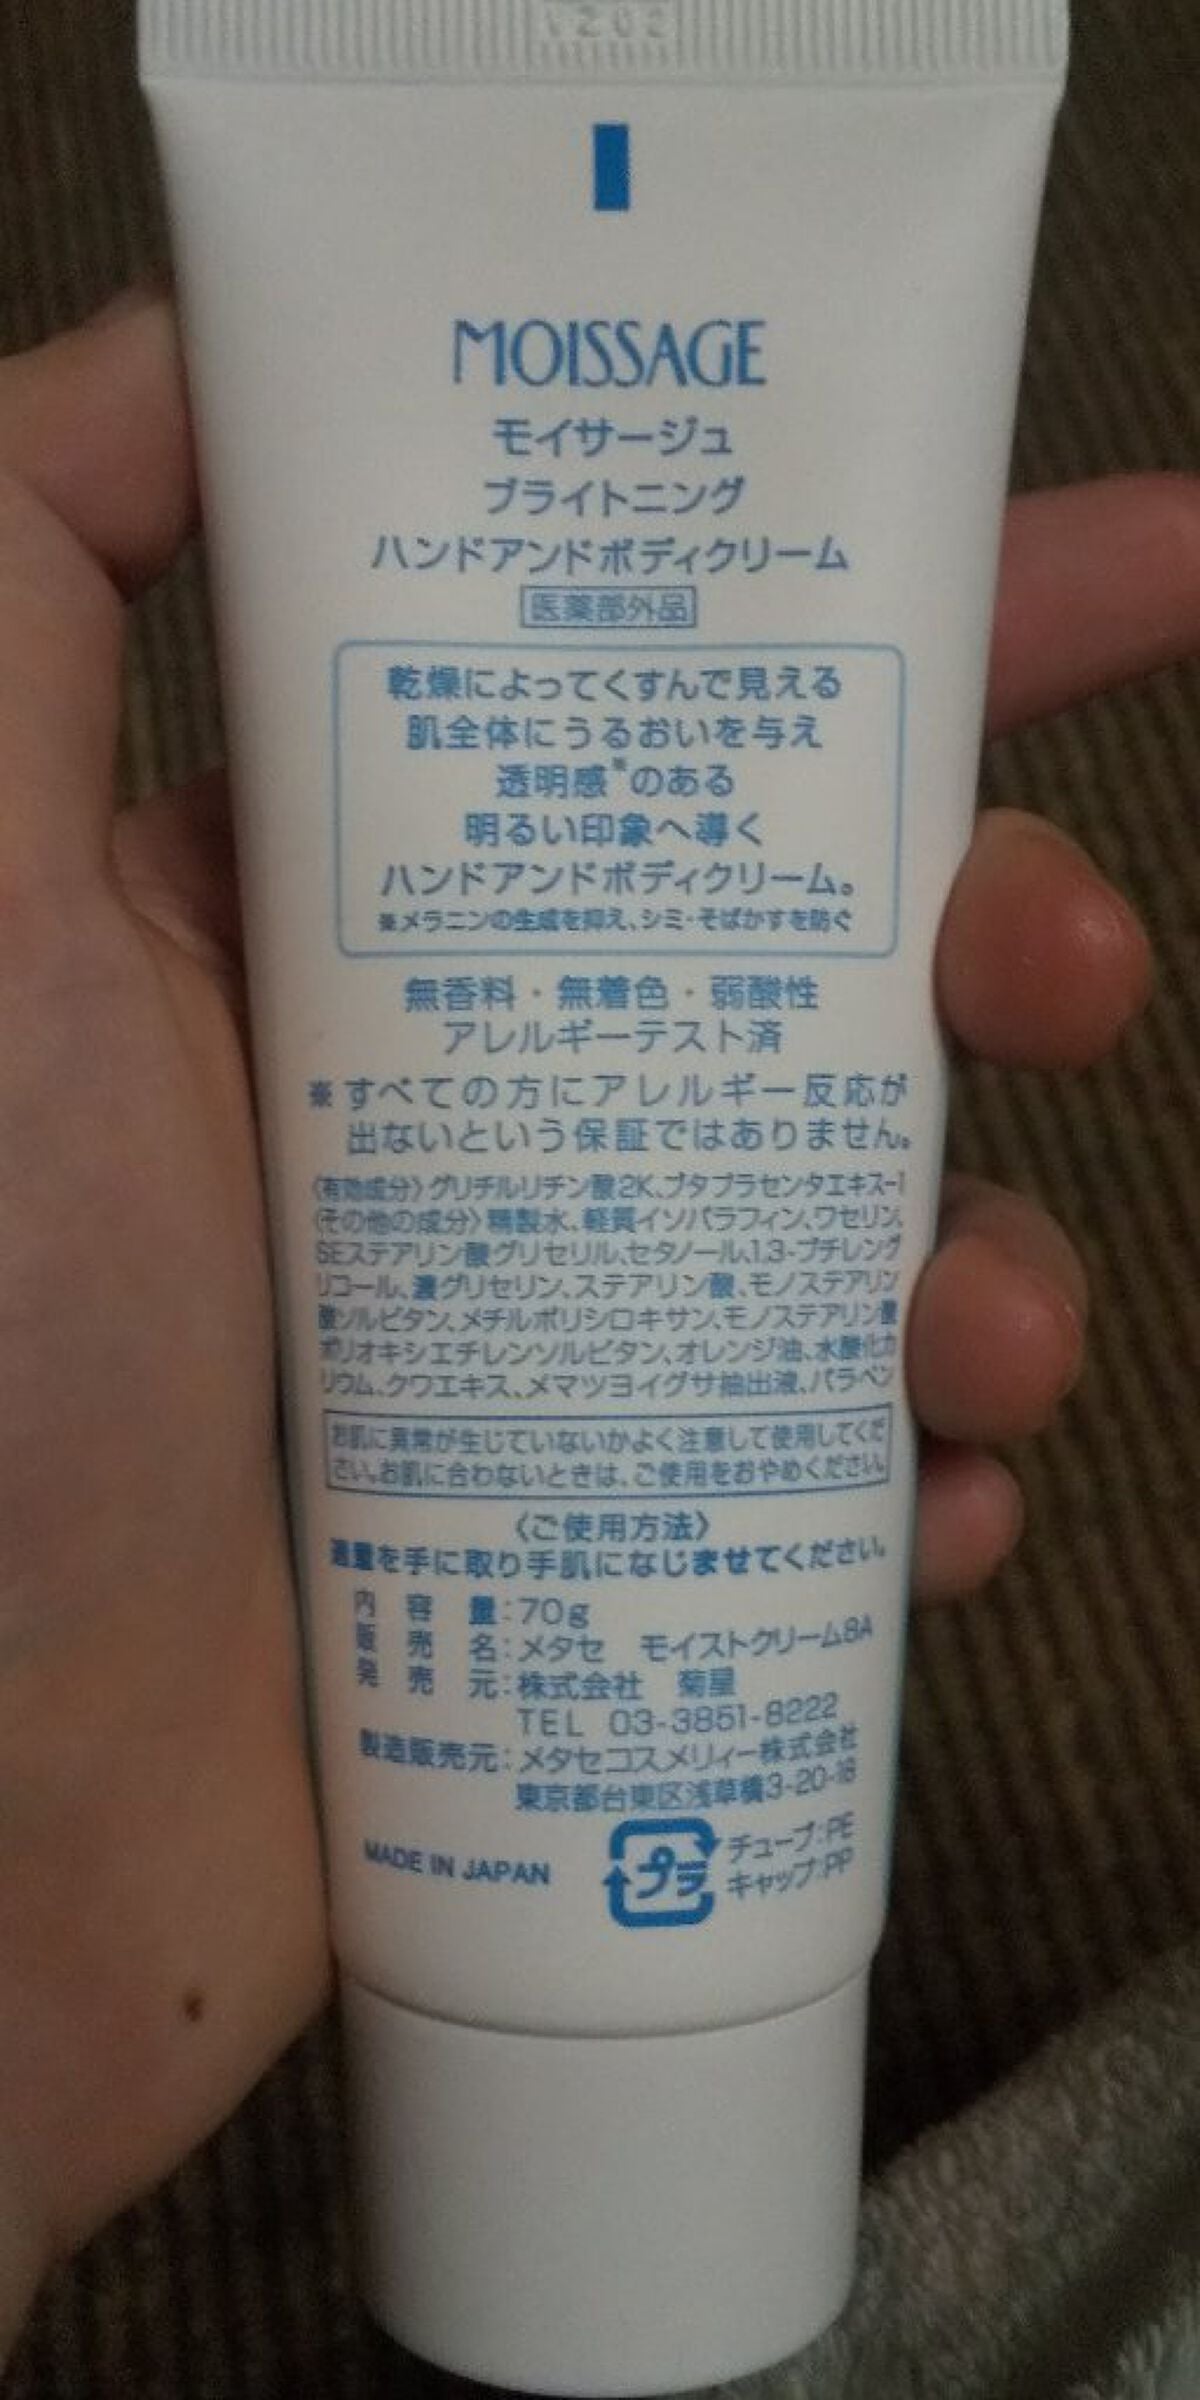 MOISSAGE
モイサージュ
ブライトニング
ハンドアンドボディクリーム
医薬部外品
乾燥によってくすんで見える
肌全体にうるおいを与え
透明感※のある
明るい印象へ導く
ハンドアンドボディクリーム。
※メラニンの生成を抑え、シミ・そばかすを防ぐ
無香料・無着色・弱酸性
アレルギーテスト済
※すべての方にアレルギー反応が
出ないという保証ではありません。
〈有効成分〉グリチルリチン酸2K、ブタプラセンタエキス-1
〈その他の成分〉精製水、軽質イソパラフィン、ワセリン、
SEステアリン酸グリセリル、セタノール、1.3-ブチレング
リコール、濃グリセリン、ステアリン酸、モノステアリン
酸ソルビタン、メチルポリシロキサン、モノステアリン酸
ポリオキシエチレンソルビタン、オレンジ油、水酸化カ
リウム、クワエキス、メマツヨイグサ抽出液、パラベン
お肌に異常が生じていないかよく注意して使用してくだ
さい。お肌に合わないときは、ご使用をおやめください。
〈ご使用方法〉
適量を手に取り手肌になじませてください。
内容量：70g
販売名：メタセ モイストクリーム8A
発売元：株式会社 菊屋
TEL 03-3851-8222
製造販売元：メタセコスメリィー株式会社
東京都台東区浅草橋3-20-18
MADE IN JAPAN
プラ
チューブ：PE
キャップ：PP